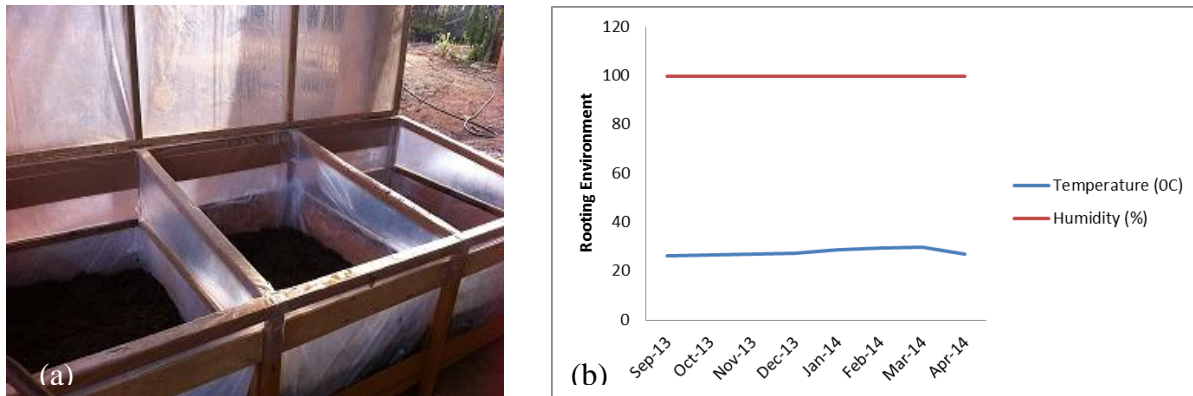 (a)
120
100
80
60
40
20
0
Rooting Environment
Sep-13
Oct-13
Nov-13
Dec-13
Jan-14
Feb-14
Mar-14
Apr-14
Temperature (0C)
Humidity (%)
(b)